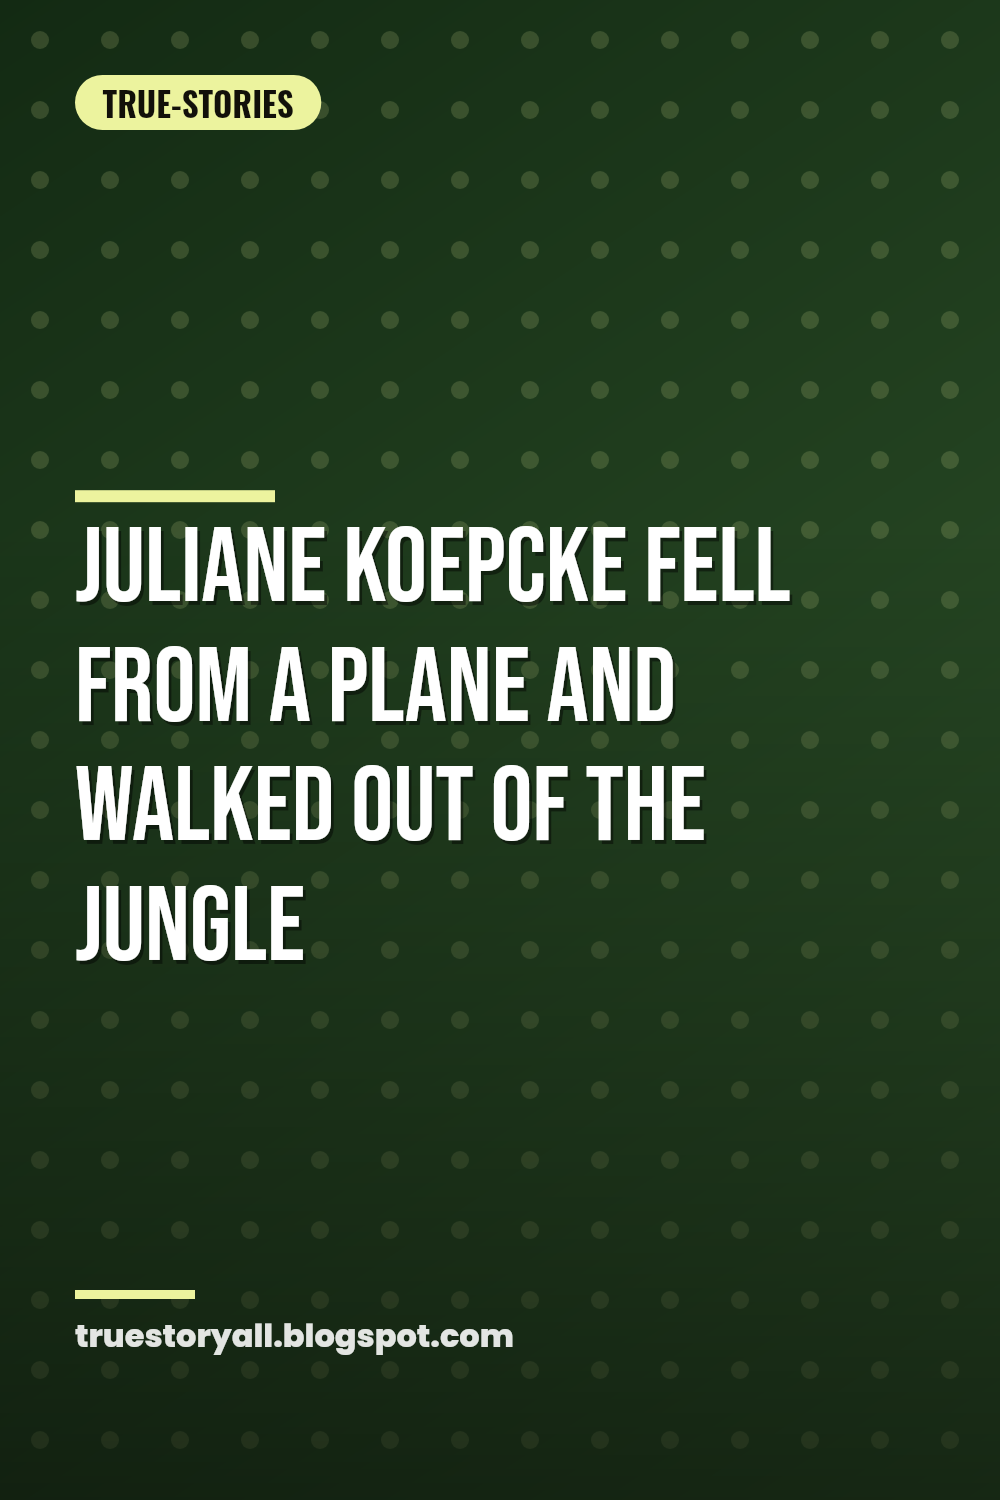 TRUE-STORIES
JULIANE KOEPCKE FELL
FROM A PLANE AND
WALKED OUT OF THE
JUNGLE
truestoryall.blogspot.com